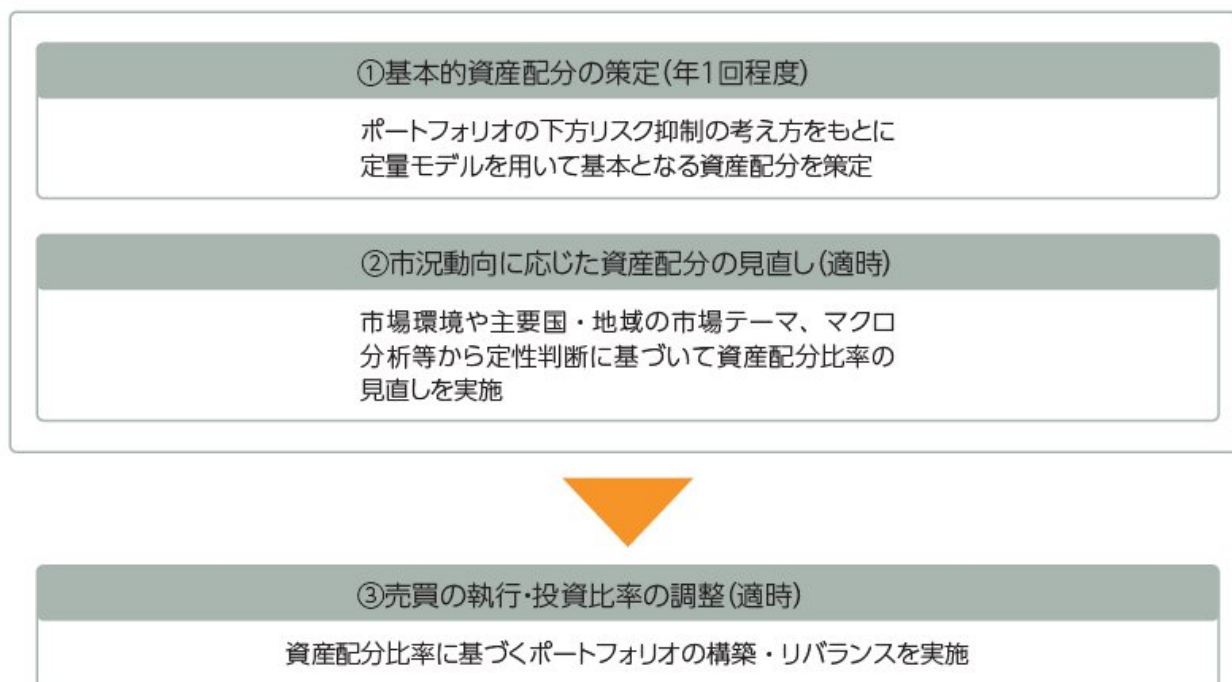 ①基本的資産配分の策定(年1回程度)
ポートフォリオの下方リスク抑制の考え方をもとに
定量モデルを用いて基本となる資産配分を策定
②市況動向に応じた資産配分の見直し(適時)
市場環境や主要国・地域の市場テーマ、マクロ
分析等から定性判断に基づいて資産配分比率の
見直しを実施
③売買の執行・投資比率の調整(適時)
資産配分比率に基づくポートフォリオの構築・リバランスを実施